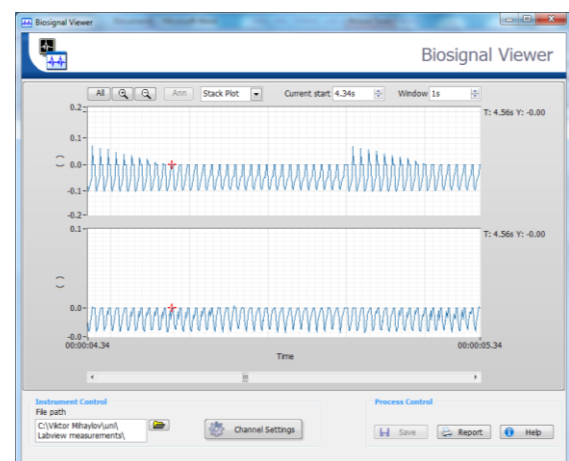 Biosignal Viewer
Biosignal Viewer
All Ann Stack Plot Current start 4.34s Window 1s
0.2-
T: 4.56s Y: -0.00
0.1-
( ) 0.0-
-0.1-
-0.2-
0.1-
T: 4.56s Y: -0.00
( )
0.0-
-0.0-
00:00:04.34 00:00:05.34
Time
Instrument Control Process Control
File path
C:\Viktor Mihaylov\uni\
Labview measurements\
Channel Settings Save Report Help